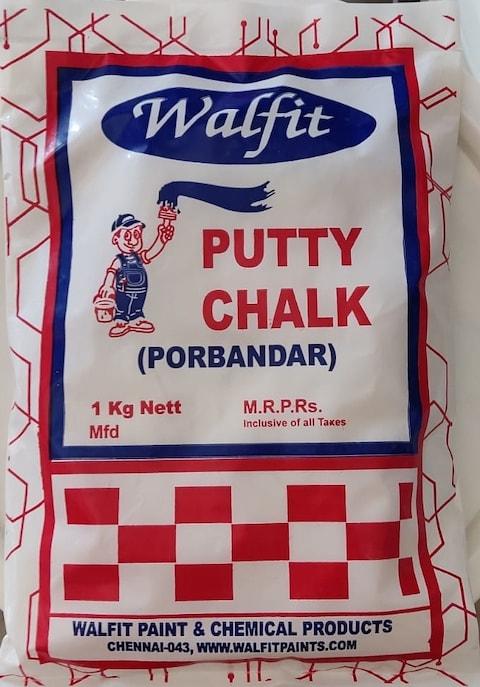 Walfit
PUTTY
CHALK
(PORBANDAR)
1 Kg Nett
M.R.P.Rs.
Mfd
Inclusive of all Takes
WALFIT PAINT & CHEMICAL PRODUCTS
CHENNAI-043, WWW.WALFITPAINTS.COM